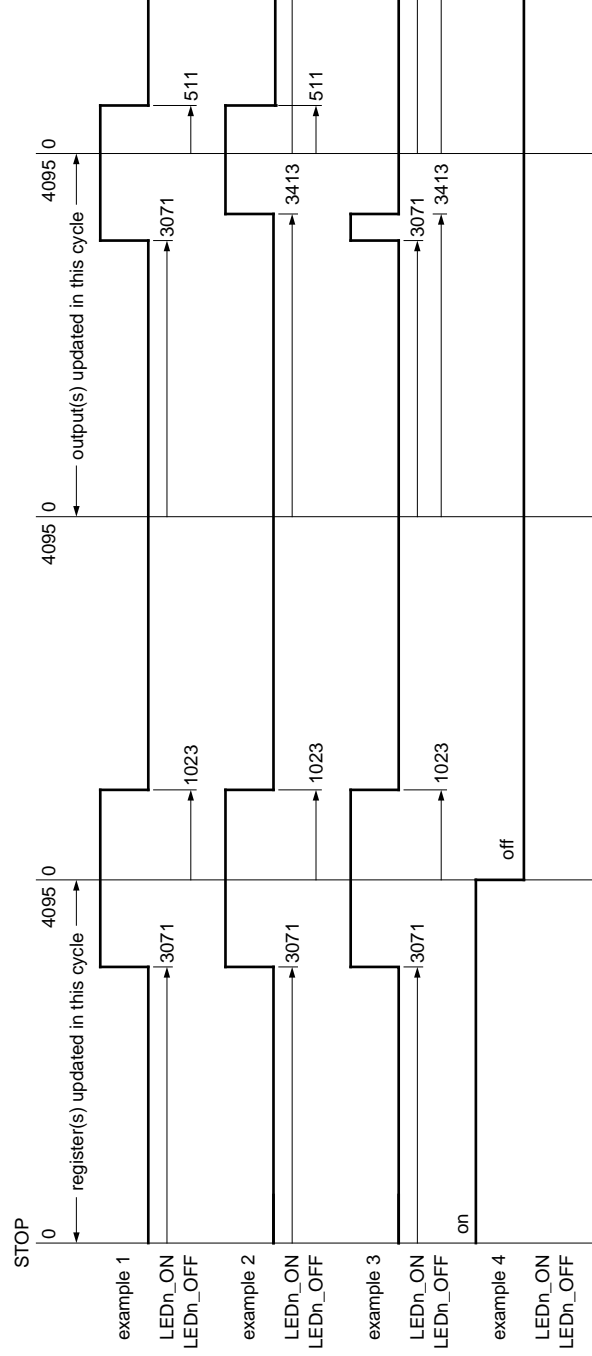 STOP
0
4095 0
4095 0
4095 0
register(s) updated in this cycle
output(s) updated in this cycle
example 1
LEDn_ON
LEDn_OFF
3071
1023
3071
511
example 2
LEDn_ON
LEDn_OFF
3071
1023
3413
511
example 3
LEDn_ON
LEDn_OFF
3071
1023
3071
3413
example 4
on
off
LEDn_ON
LEDn_OFF